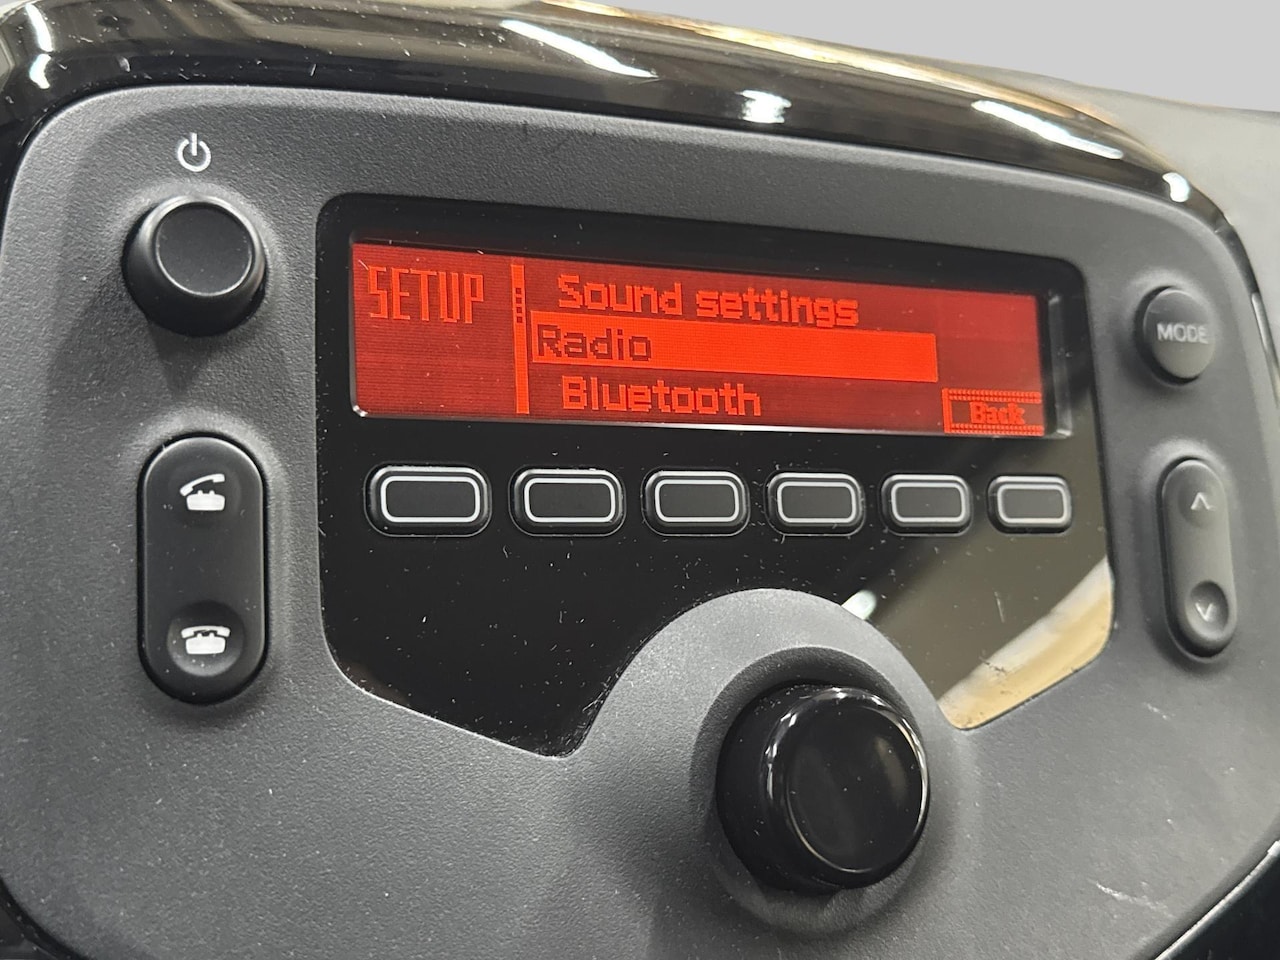 SETUP
Sound settings
Radio
Bluetooth
Back
MODE